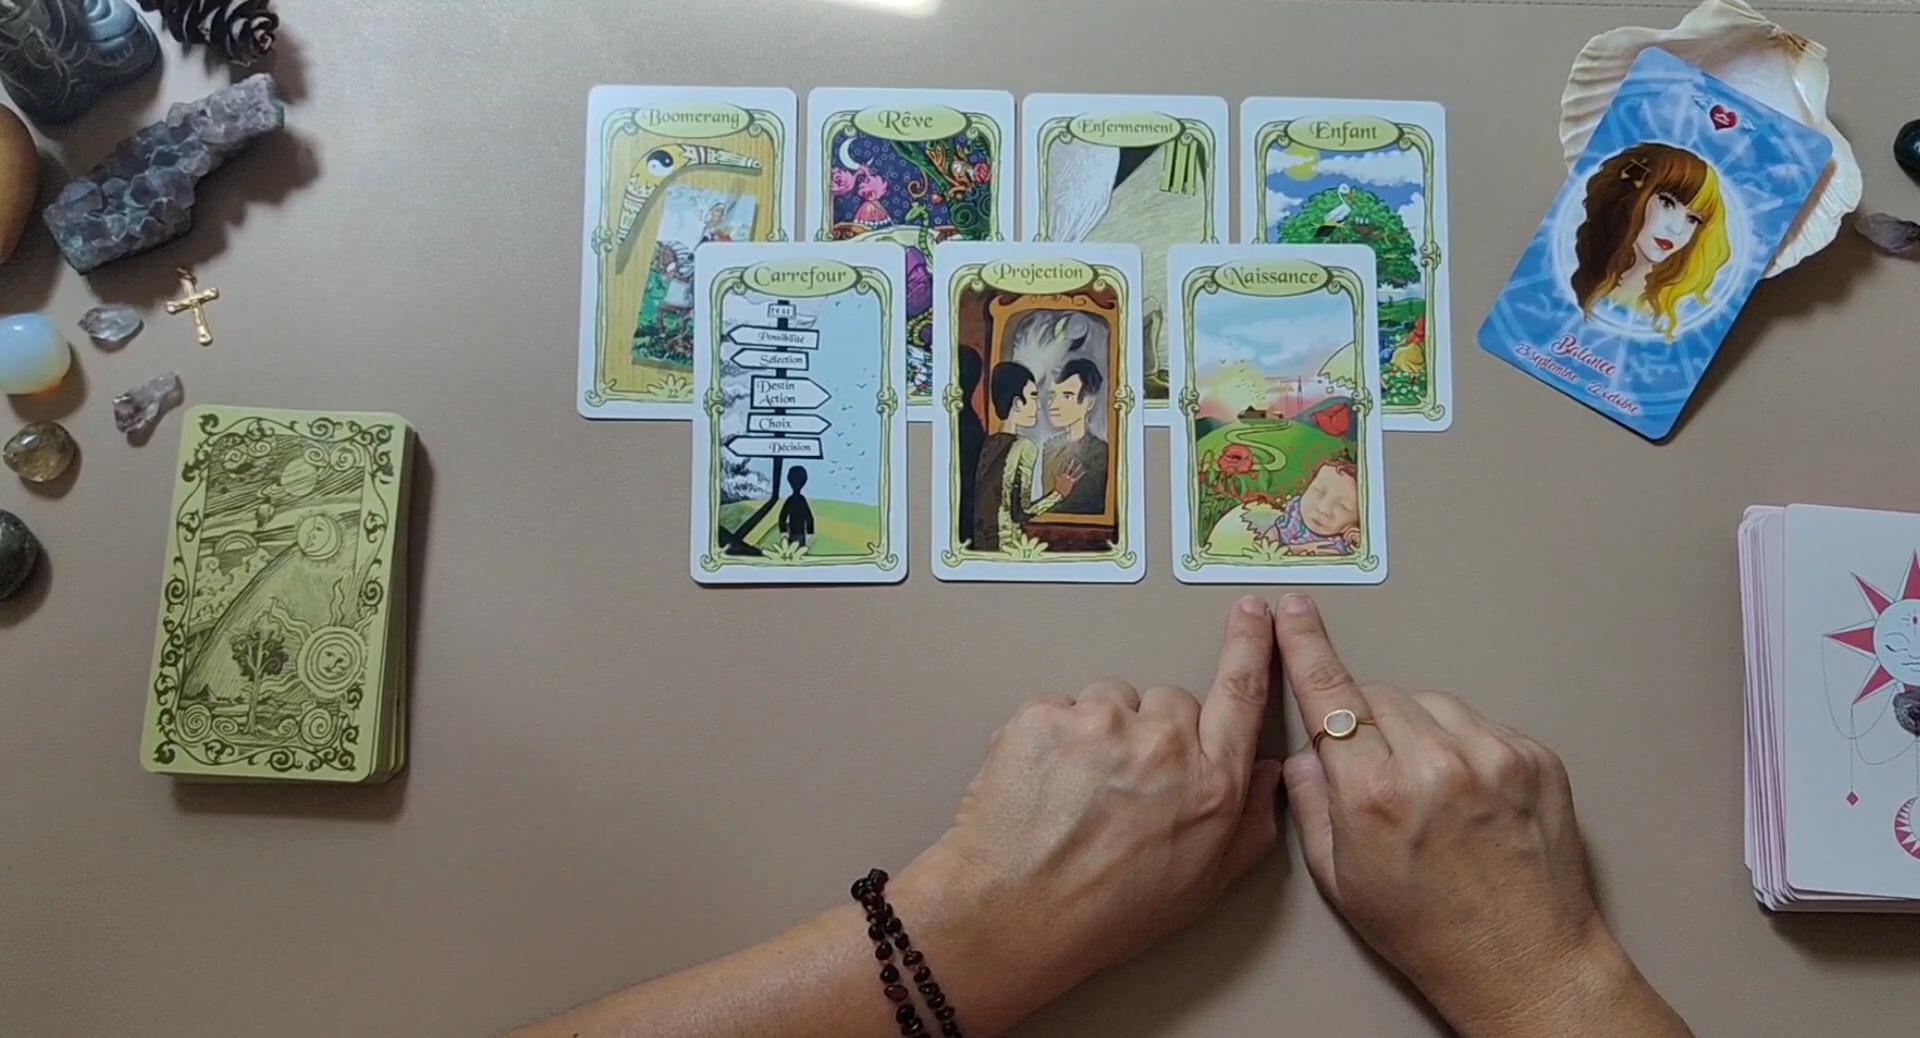 Boomerang
Rêve
Enfermement
Enfant
22
Carrefour
Possibilité
Sélection
Destin
Action
Choix
Décision
44
Projection
17
Naissance
Balance
23 septembre - 22 octobre